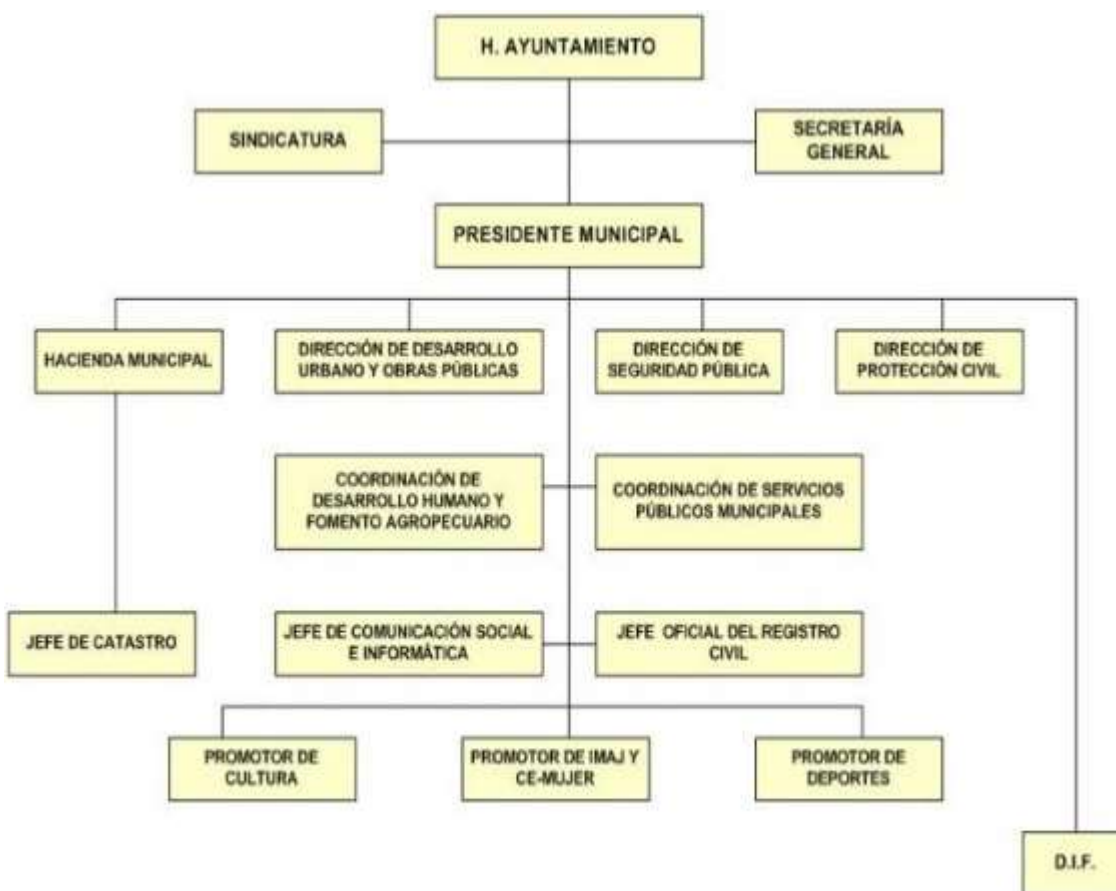 H. AYUNTAMIENTO
SINDICATURA
SECRETARÍA
GENERAL
PRESIDENTE MUNICIPAL
HACIENDA MUNICIPAL
DIRECCIÓN DE DESARROLLO
URBANO Y OBRAS PÚBLICAS
DIRECCIÓN DE
SEGURIDAD PÚBLICA
DIRECCIÓN DE
PROTECCIÓN CIVIL
COORDINACIÓN DE
DESARROLLO HUMANO Y
FOMENTO AGROPECUARIO
COORDINACIÓN DE SERVICIOS
PÚBLICOS MUNICIPALES
JEFE DE CATASTRO
JEFE DE COMUNICACIÓN SOCIAL
E INFORMÁTICA
JEFE OFICIAL DEL REGISTRO
CIVIL
PROMOTOR DE
CULTURA
PROMOTOR DE IMAJ Y
CE-MUJER
PROMOTOR DE
DEPORTES
D.I.F.